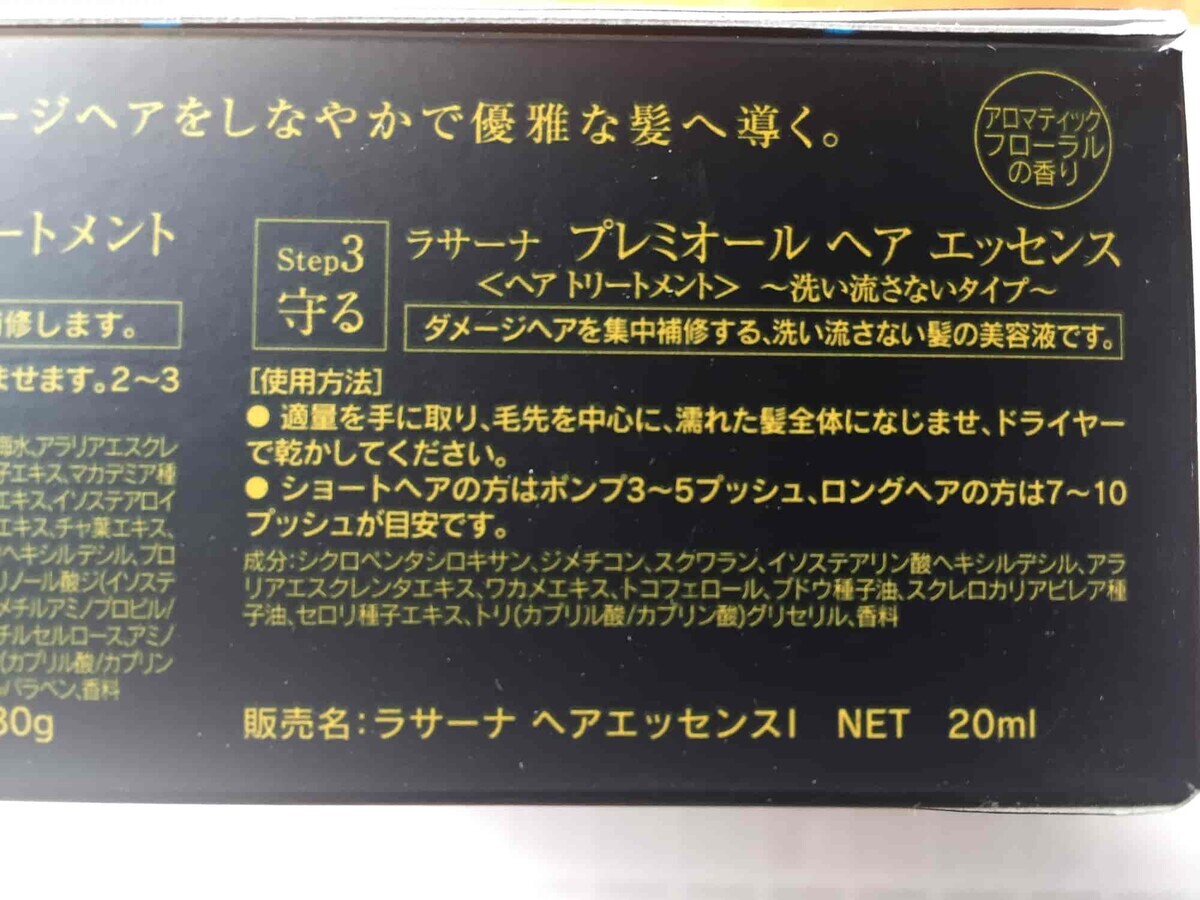 ージヘアをしなやかで優雅な髪へ導く。
アロマティック
フローラル
の香り
ートメント
修します。
ませます。2～3
海水、アラリアエスクレ
子エキス、マカデミア種
エキス、イソステアロイ
エキス、チャ葉エキス、
ヘキシルデシル、プロ
リノール酸ジ(イソステ
メチルアミノプロピル/
チルセルロース、アミノ
(カプリル酸/カプリン
パラベン、香料
80g
Step3
守る
ラサーナ プレミオール ヘア エッセンス
＜ヘア トリートメント＞ ～洗い流さないタイプ～
ダメージヘアを集中補修する、洗い流さない髪の美容液です。
[使用方法]
● 適量を手に取り、毛先を中心に、濡れた髪全体になじませ、ドライヤー
で乾かしてください。
● ショートヘアの方はポンプ3～5プッシュ、ロングヘアの方は7～10
プッシュが目安です。
成分：シクロペンタシロキサン、ジメチコン、スクワラン、イソステアリン酸ヘキシルデシル、アラ
リアエスクレンタエキス、ワカメエキス、トコフェロール、ブドウ種子油、スクレロカリアビレア種
子油、セロリ種子エキス、トリ(カプリル酸/カプリン酸)グリセリル、香料
販売名：ラサーナ ヘアエッセンスI NET 20ml